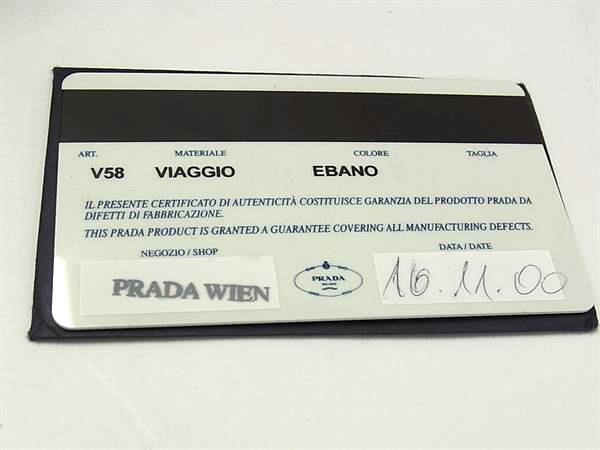 ART. MATERIALE COLORE TAGLIA
V58 VIAGGIO EBANO
IL PRESENTE CERTIFICATO DI AUTENTICITÀ COSTITUISCE GARANZIA DEL PRODOTTO PRADA DA
DIFETTI DI FABBRICAZIONE.
THIS PRADA PRODUCT IS GRANTED A GUARANTEE COVERING ALL MANUFACTURING DEFECTS.
NEGOZIO / SHOP DATA / DATE
PRADA WIEN PRADA 16.11.00
MILANO